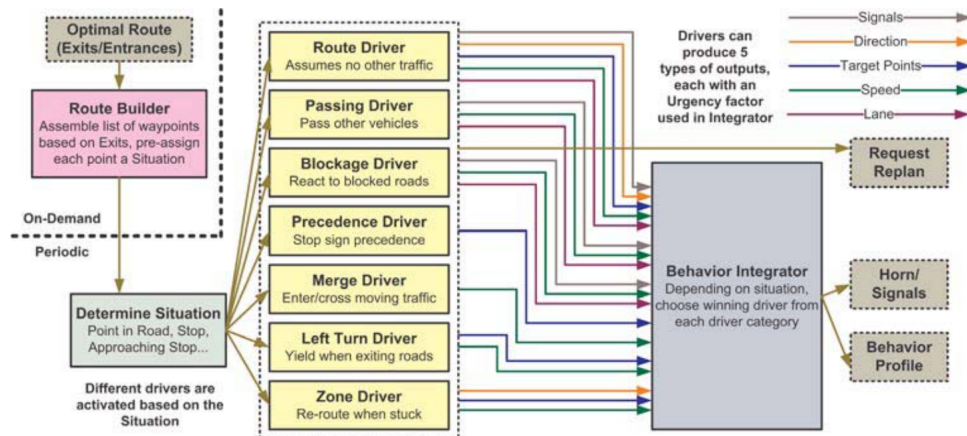 Optimal Route
(Exits/Entrances)
Route Builder
Assemble list of waypoints
based on Exits, pre-assign
each point a Situation
On-Demand
Periodic
Determine Situation
Point in Road, Stop,
Approaching Stop...
Different drivers are
activated based on the
Situation
Route Driver
Assumes no other traffic
Passing Driver
Pass other vehicles
Blockage Driver
React to blocked roads
Precedence Driver
Stop sign precedence
Merge Driver
Enter/cross moving traffic
Left Turn Driver
Yield when exiting roads
Zone Driver
Re-route when stuck
Drivers can
produce 5
types of outputs,
each with an
Urgency factor
used in Integrator
Signals
Direction
Target Points
Speed
Lane
Behavior Integrator
Depending on situation,
choose winning driver from
each driver category
Request
Replan
Horn/
Signals
Behavior
Profile